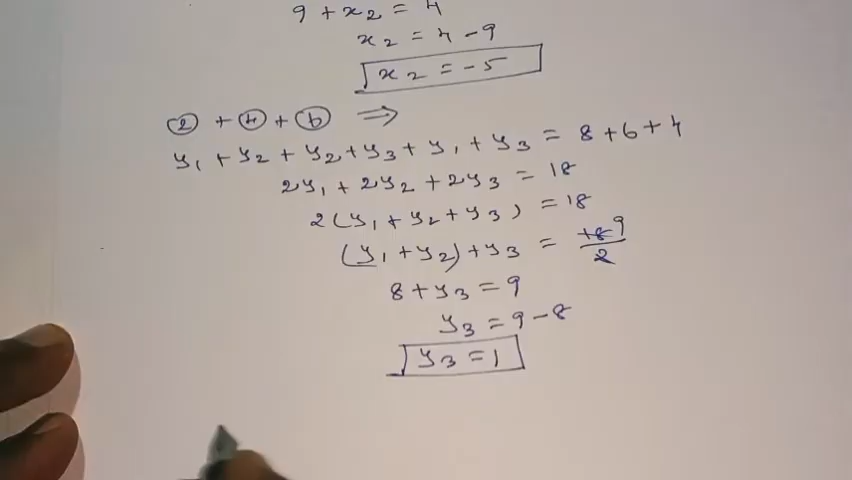 9 + x2 = 4
x2 = 4 - 9
x2 = -5
② + ④ + ⑥ ⇒
y1 + y2 + y2 + y3 + y1 + y3 = 8 + 6 + 4
2y1 + 2y2 + 2y3 = 18
2(y1 + y2 + y3) = 18
(y1 + y2) + y3 = 18/2 9
8 + y3 = 9
y3 = 9 - 8
y3 = 1